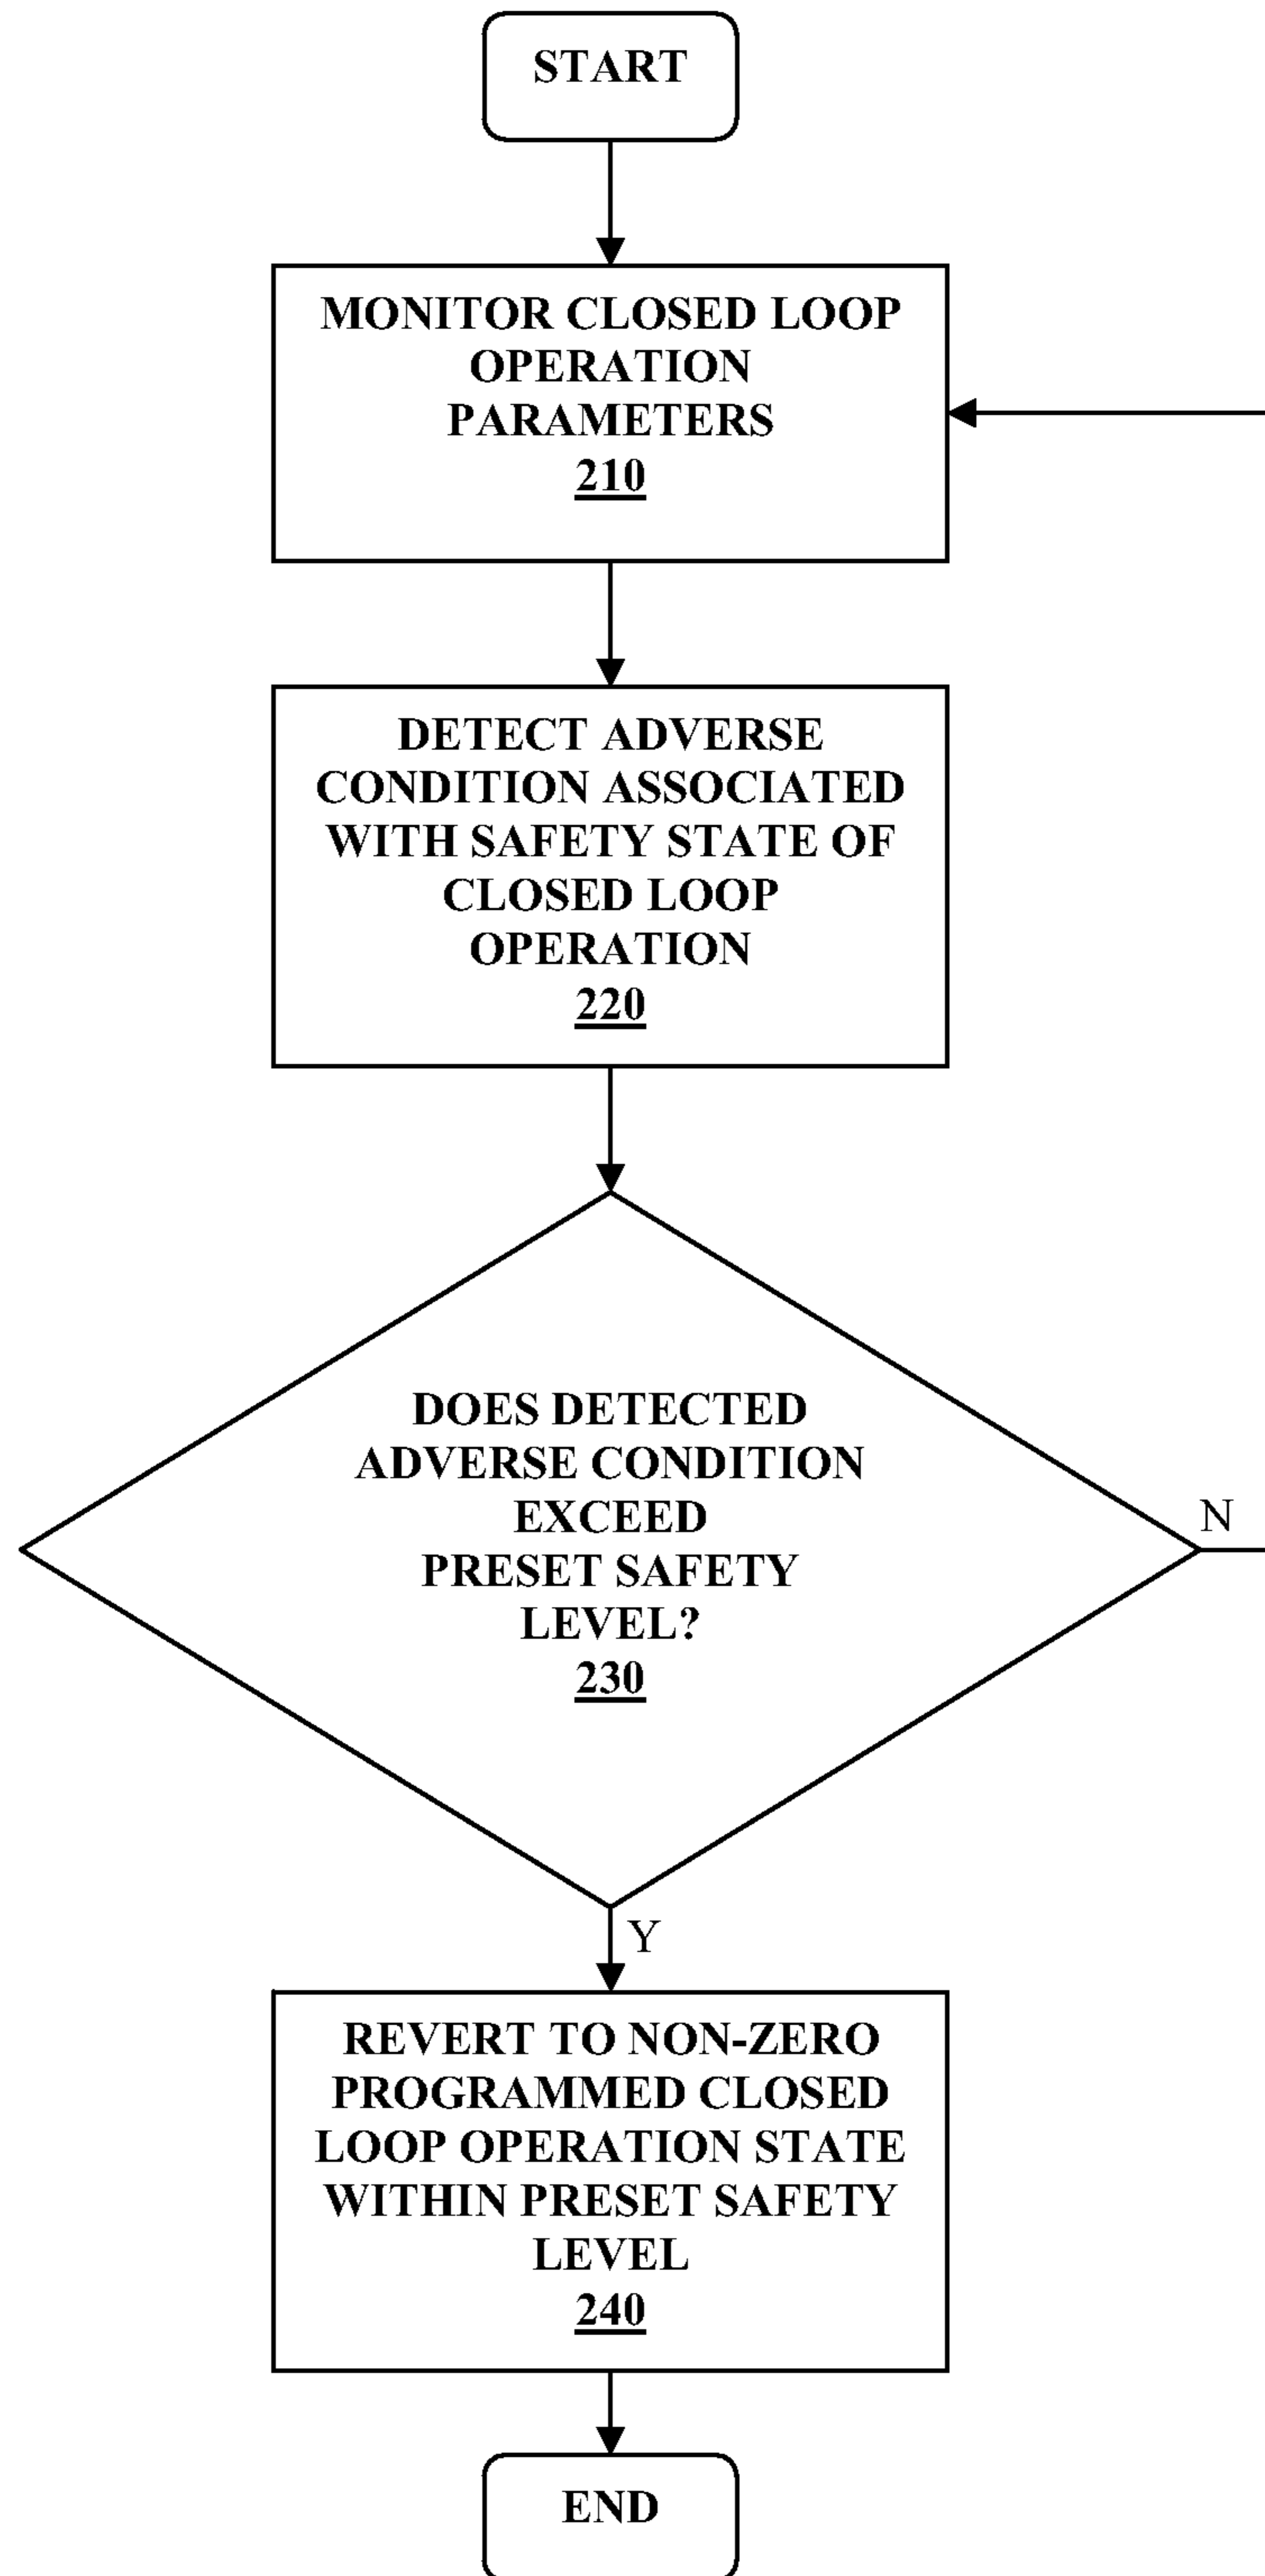 START
MONITOR CLOSED LOOP
OPERATION
PARAMETERS
210
DETECT ADVERSE
CONDITION ASSOCIATED
WITH SAFETY STATE OF
CLOSED LOOP
OPERATION
220
DOES DETECTED
ADVERSE CONDITION
EXCEED
PRESET SAFETY
LEVEL?
230
N
Y
REVERT TO NON-ZERO
PROGRAMMED CLOSED
LOOP OPERATION STATE
WITHIN PRESET SAFETY
LEVEL
240
END